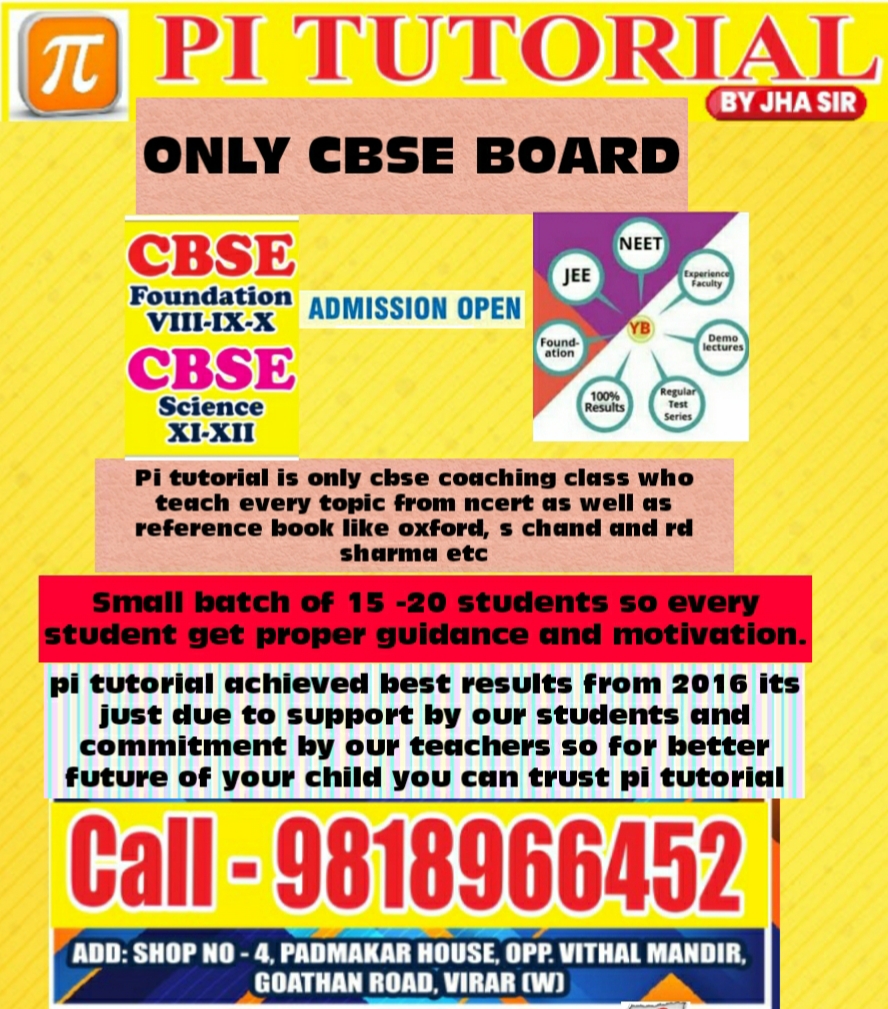 π PI TUTORIAL
BY JHA SIR
ONLY CBSE BOARD
CBSE
Foundation
VIII-IX-X
CBSE
Science
XI-XII
ADMISSION OPEN
NEET
JEE
Experience
Faculty
YB
Found-
ation
Demo
lectures
100%
Results
Regular
Test
Series
Pi tutorial is only cbse coaching class who
teach every topic from ncert as well as
reference book like oxford, s chand and rd
sharma etc
Small batch of 15 -20 students so every
student get proper guidance and motivation.
pi tutorial achieved best results from 2016 its
just due to support by our students and
commitment by our teachers so for better
future of your child you can trust pi tutorial
Call - 9818966452
ADD: SHOP NO - 4, PADMAKAR HOUSE, OPP. VITHAL MANDIR,
GOATHAN ROAD, VIRAR (W)